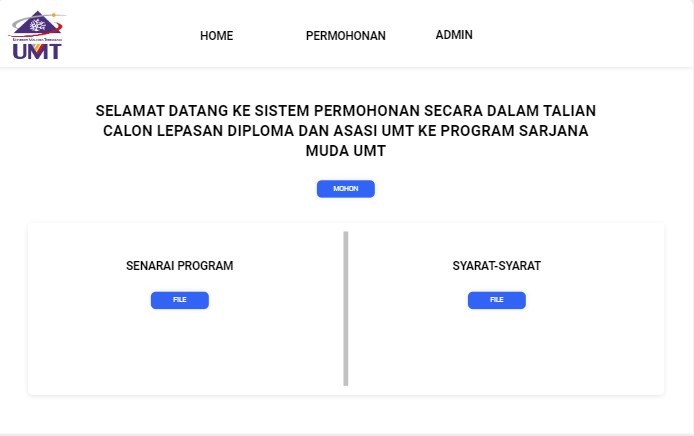 UMT
HOME
PERMOHONAN
ADMIN
SELAMAT DATANG KE SISTEM PERMOHONAN SECARA DALAM TALIAN
CALON LEPASAN DIPLOMA DAN ASASI UMT KE PROGRAM SARJANA
MUDA UMT
MOHON
SENARAI PROGRAM
FILE
SYARAT-SYARAT
FILE